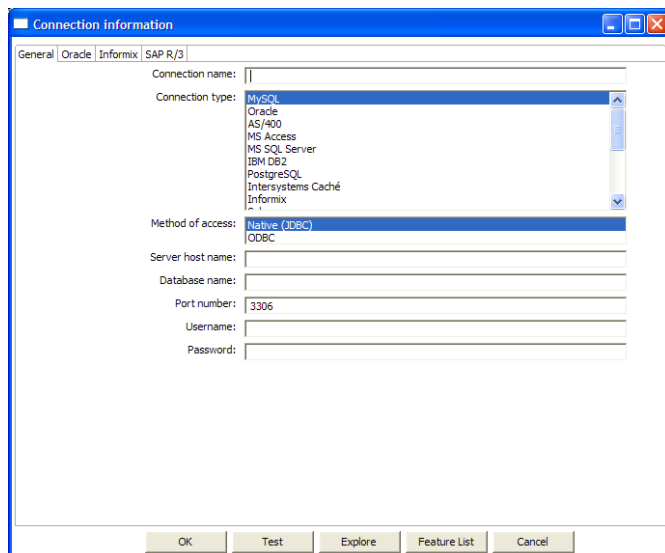 Connection information
General Oracle Informix SAP R/3
Connection name:
Connection type: MySQL
Oracle
AS/400
MS Access
MS SQL Server
IBM DB2
PostgreSQL
Intersystems Caché
Informix
Method of access: Native (JDBC)
ODBC
Server host name:
Database name:
Port number: 3306
Username:
Password:
OK Test Explore Feature List Cancel